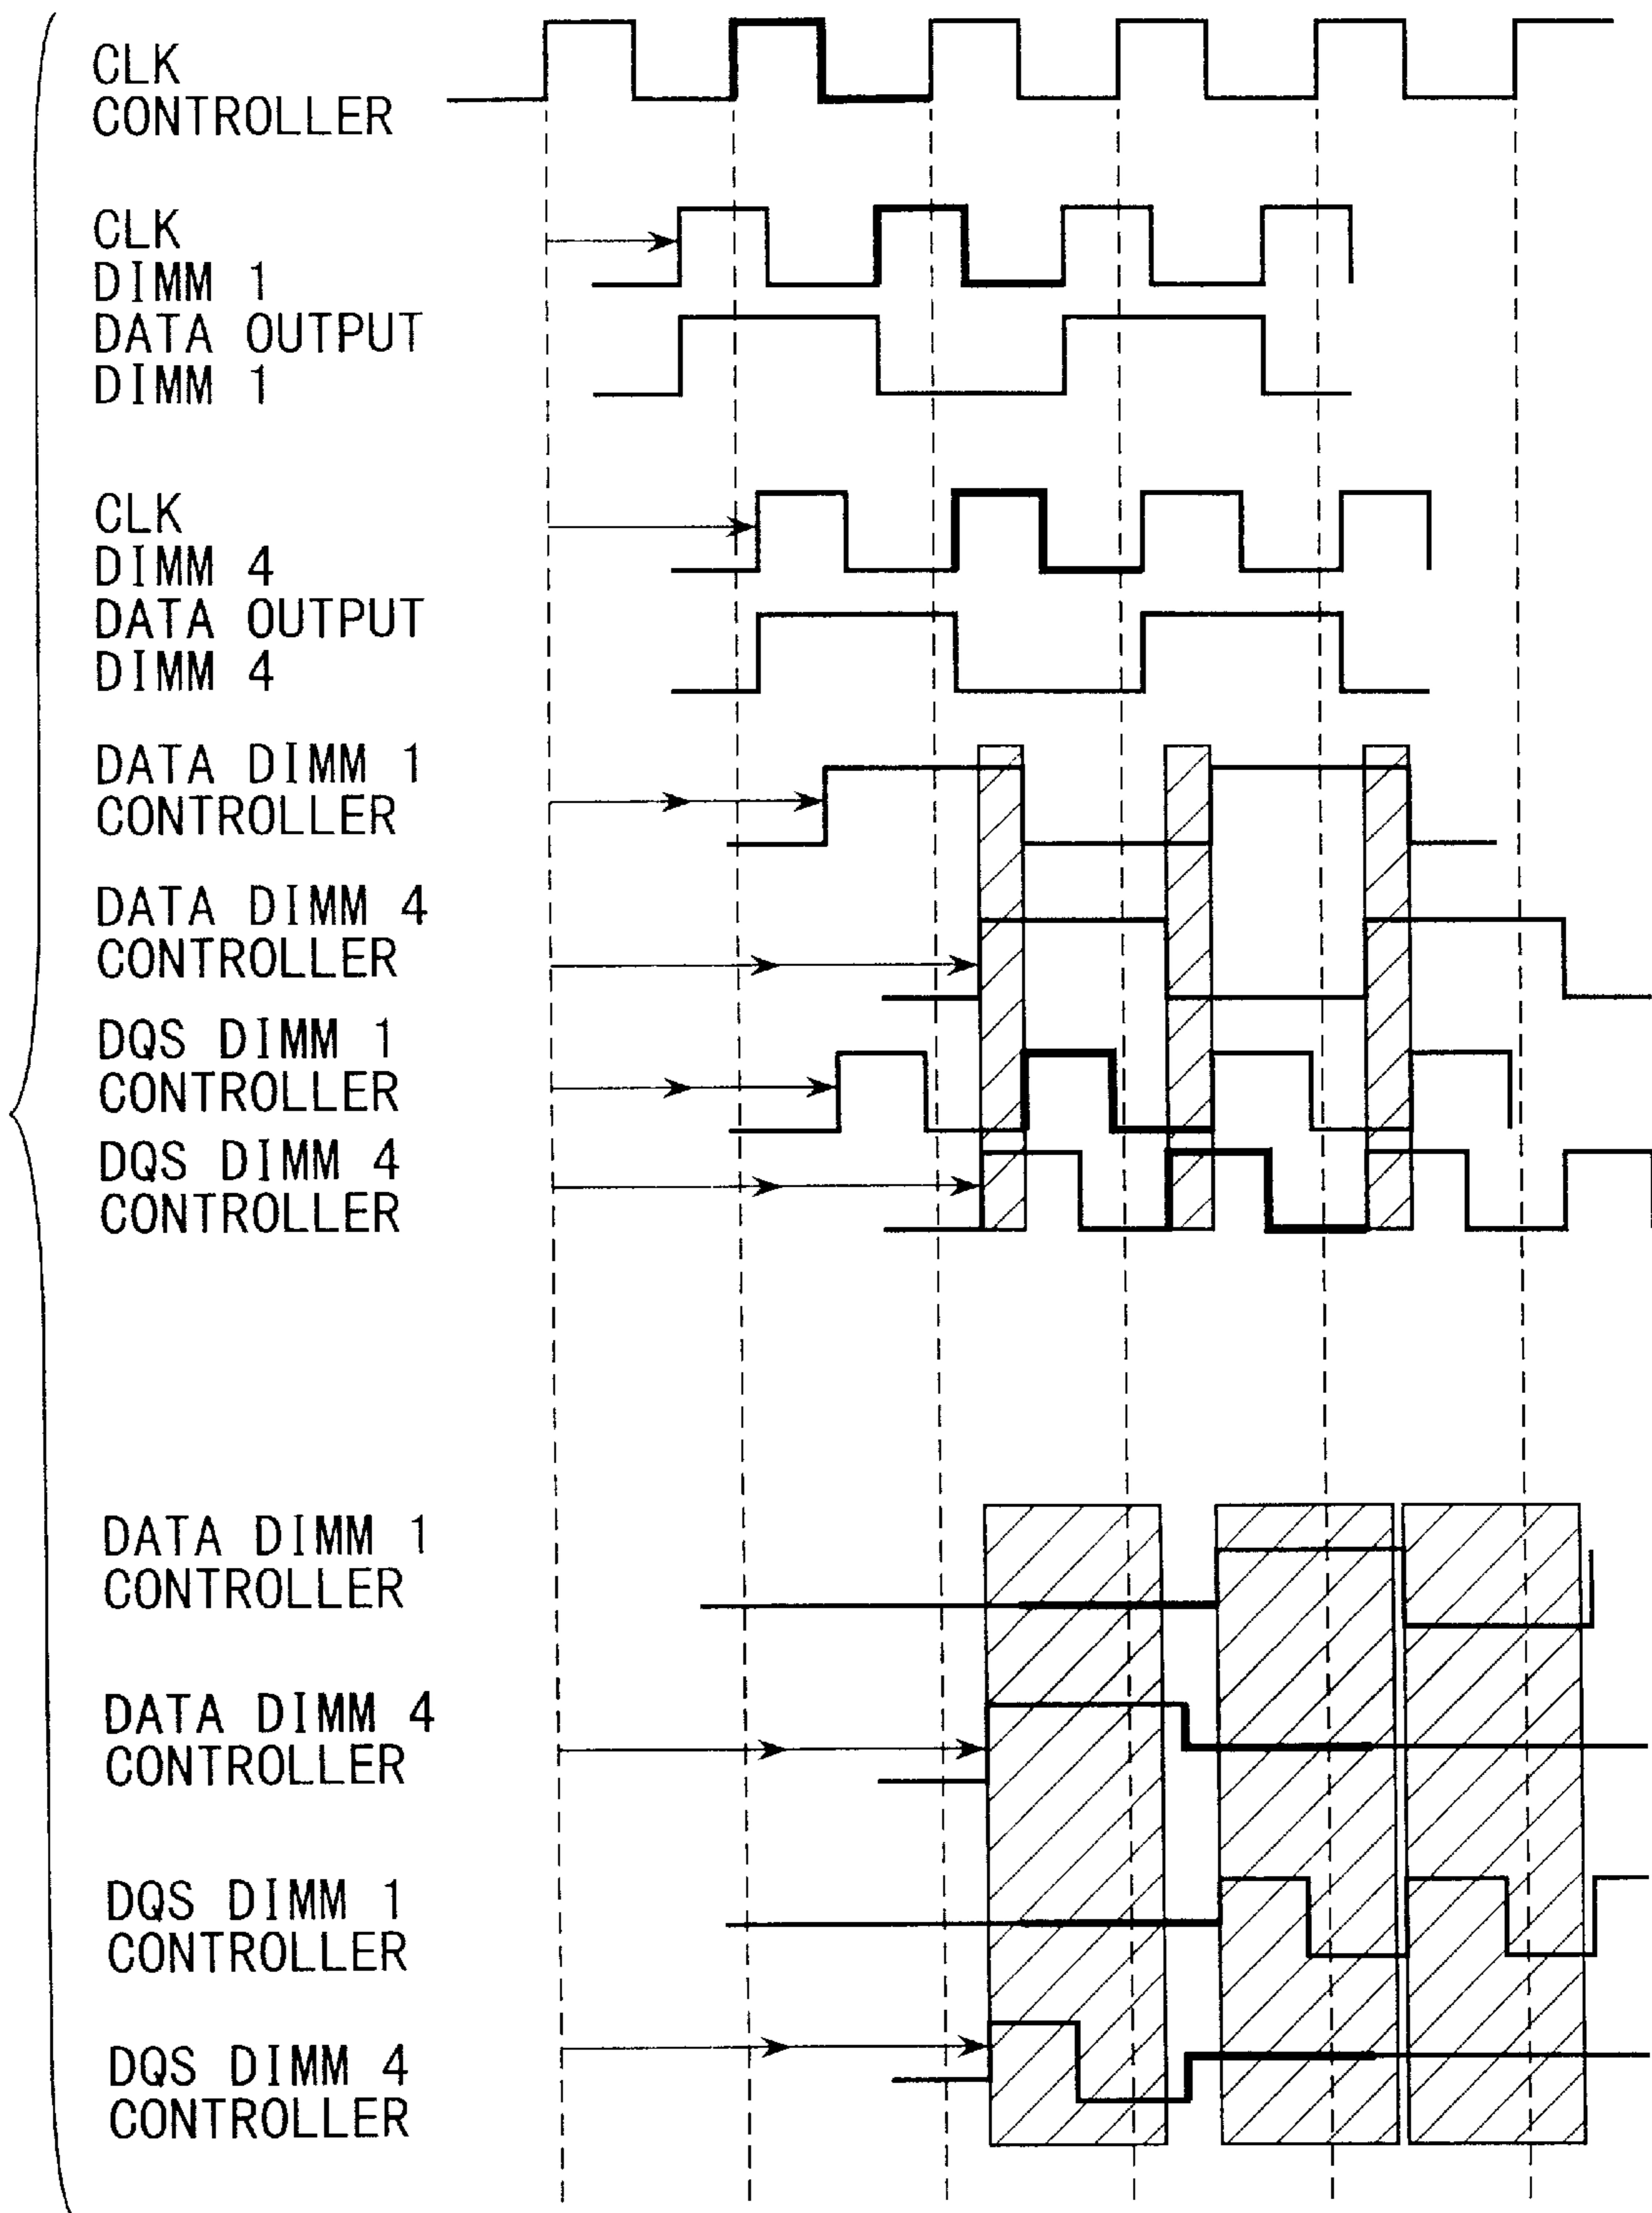 CLK
CONTROLLER
CLK
DIMM 1
DATA OUTPUT
DIMM 1
CLK
DIMM 4
DATA OUTPUT
DIMM 4
DATA DIMM 1
CONTROLLER
DATA DIMM 4
CONTROLLER
DQS DIMM 1
CONTROLLER
DQS DIMM 4
CONTROLLER
DATA DIMM 1
CONTROLLER
DATA DIMM 4
CONTROLLER
DQS DIMM 1
CONTROLLER
DQS DIMM 4
CONTROLLER